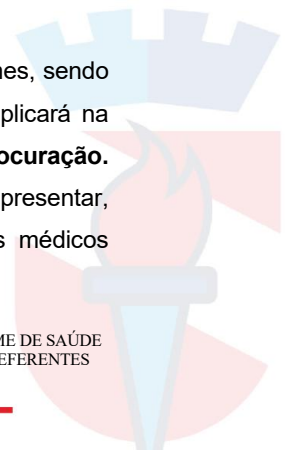 nes, sendo
plicará na
ocuração.
presentar,
s médicos
ME DE SAÚDE
EFERENTES